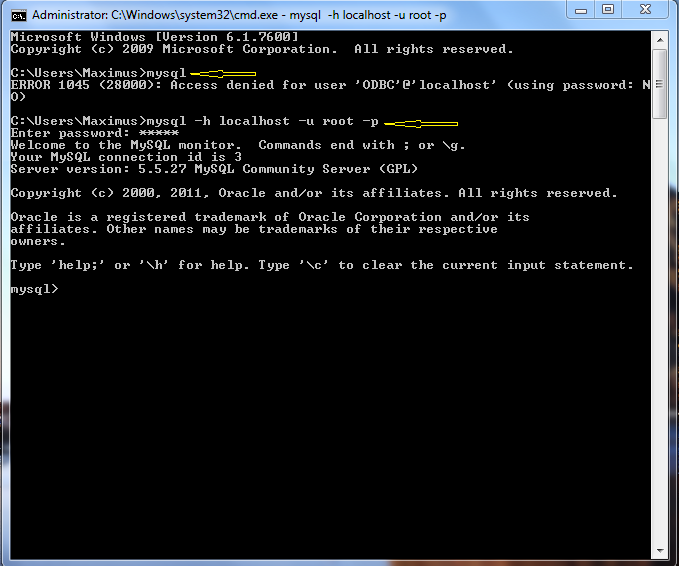 Administrator: C:\Windows\system32\cmd.exe - mysql  -h localhost -u root -p
Microsoft Windows [Version 6.1.7600]
Copyright (c) 2009 Microsoft Corporation.  All rights reserved.
C:\Users\Maximus>mysql
ERROR 1045 (28000): Access denied for user 'ODBC'@'localhost' (using password: N
O)
C:\Users\Maximus>mysql -h localhost -u root -p
Enter password: *****
Welcome to the MySQL monitor.  Commands end with ; or \g.
Your MySQL connection id is 3
Server version: 5.5.27 MySQL Community Server (GPL)
Copyright (c) 2000, 2011, Oracle and/or its affiliates. All rights reserved.
Oracle is a registered trademark of Oracle Corporation and/or its
affiliates. Other names may be trademarks of their respective
owners.
Type 'help;' or '\h' for help. Type '\c' to clear the current input statement.
mysql>